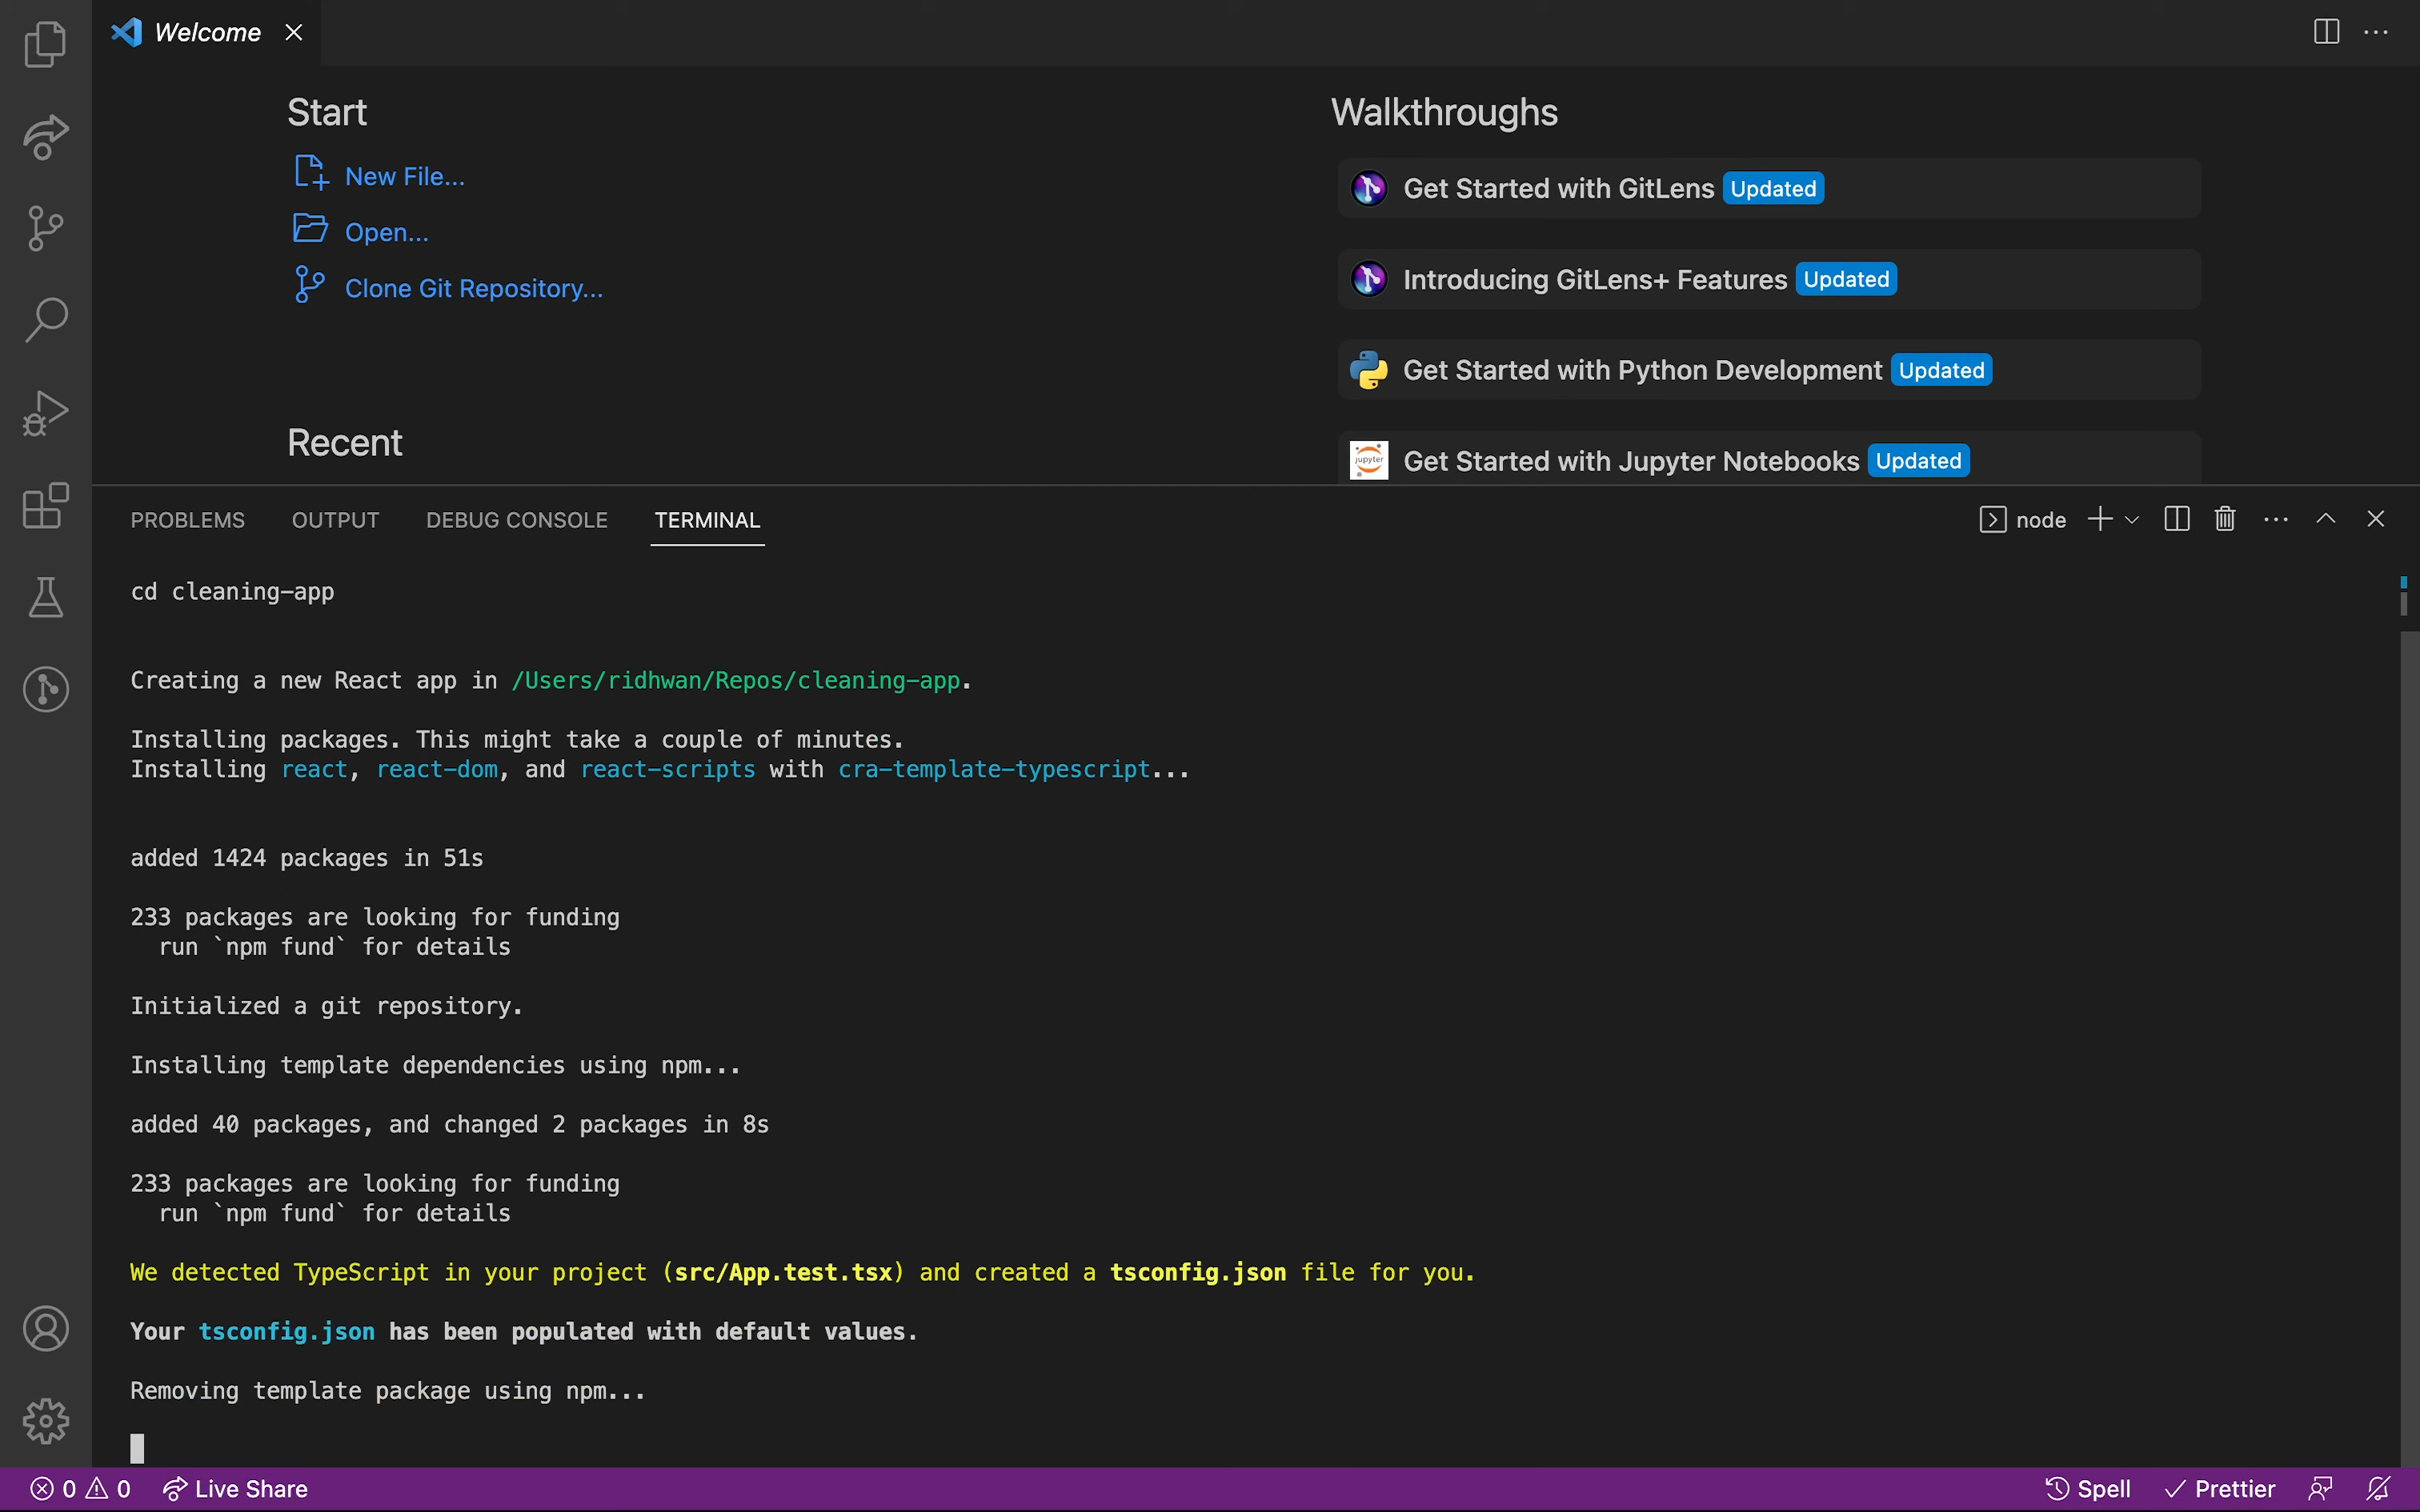 Welcome
Start
New File...
Open...
Clone Git Repository...
Recent
Walkthroughs
Get Started with GitLens Updated
Introducing GitLens+ Features Updated
Get Started with Python Development Updated
jupyter Get Started with Jupyter Notebooks Updated
PROBLEMS OUTPUT DEBUG CONSOLE TERMINAL node
cd cleaning-app
Creating a new React app in /Users/ridhwan/Repos/cleaning-app.
Installing packages. This might take a couple of minutes.
Installing react, react-dom, and react-scripts with cra-template-typescript...
added 1424 packages in 51s
233 packages are looking for funding
run `npm fund` for details
Initialized a git repository.
Installing template dependencies using npm...
added 40 packages, and changed 2 packages in 8s
233 packages are looking for funding
run `npm fund` for details
We detected TypeScript in your project (src/App.test.tsx) and created a tsconfig.json file for you.
Your tsconfig.json has been populated with default values.
Removing template package using npm...
0 0 Live Share Spell Prettier